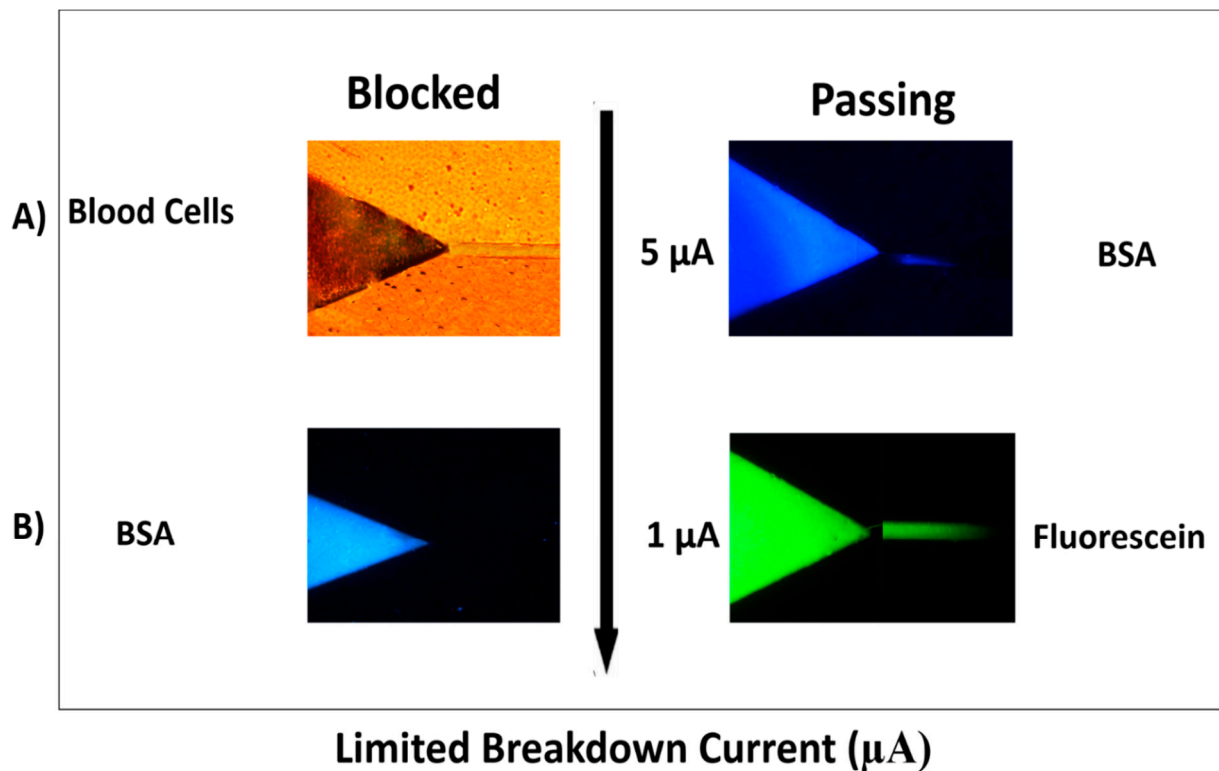 Blocked
Passing
A) Blood Cells
5 μA
BSA
B) BSA
1 μA
Fluorescein
Limited Breakdown Current (μA)